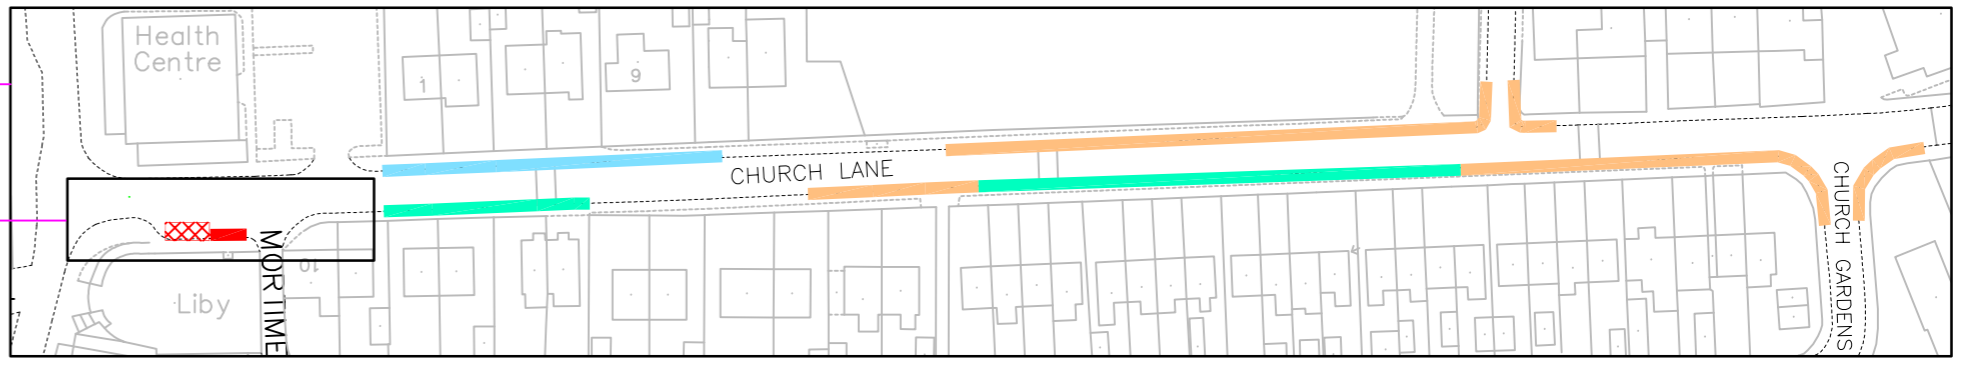 Health
Centre
1
9
CHURCH LANE
CHURCH GARDENS
MORTIME
10
Liby